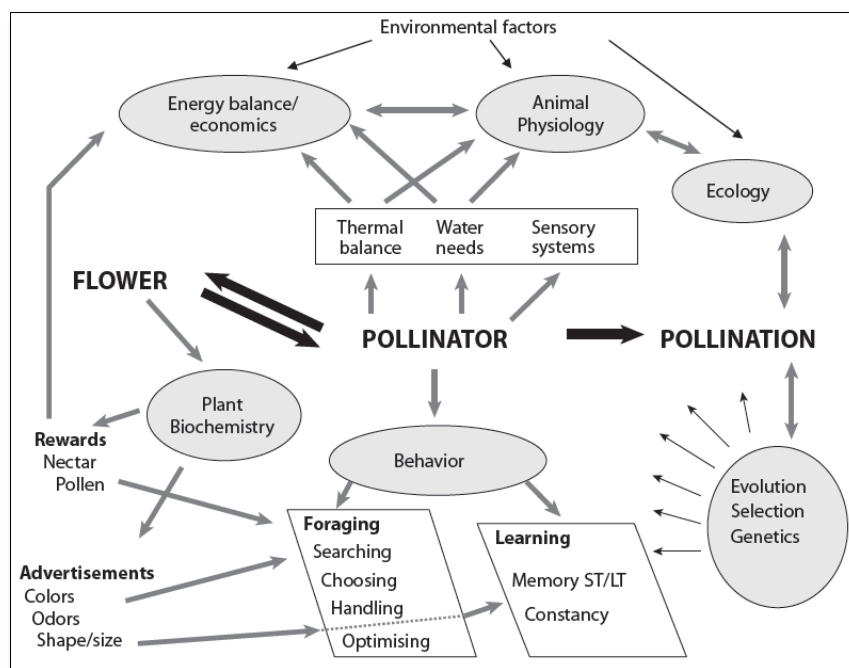 Environmental factors
Energy balance/
economics
Animal
Physiology
Ecology
Thermal
balance
Water
needs
Sensory
systems
FLOWER
POLLINATOR
POLLINATION
Plant
Biochemistry
Rewards
Nectar
Pollen
Behavior
Evolution
Selection
Genetics
Foraging
Searching
Choosing
Handling
Optimising
Learning
Memory ST/LT
Constancy
Advertisements
Colors
Odors
Shape/size